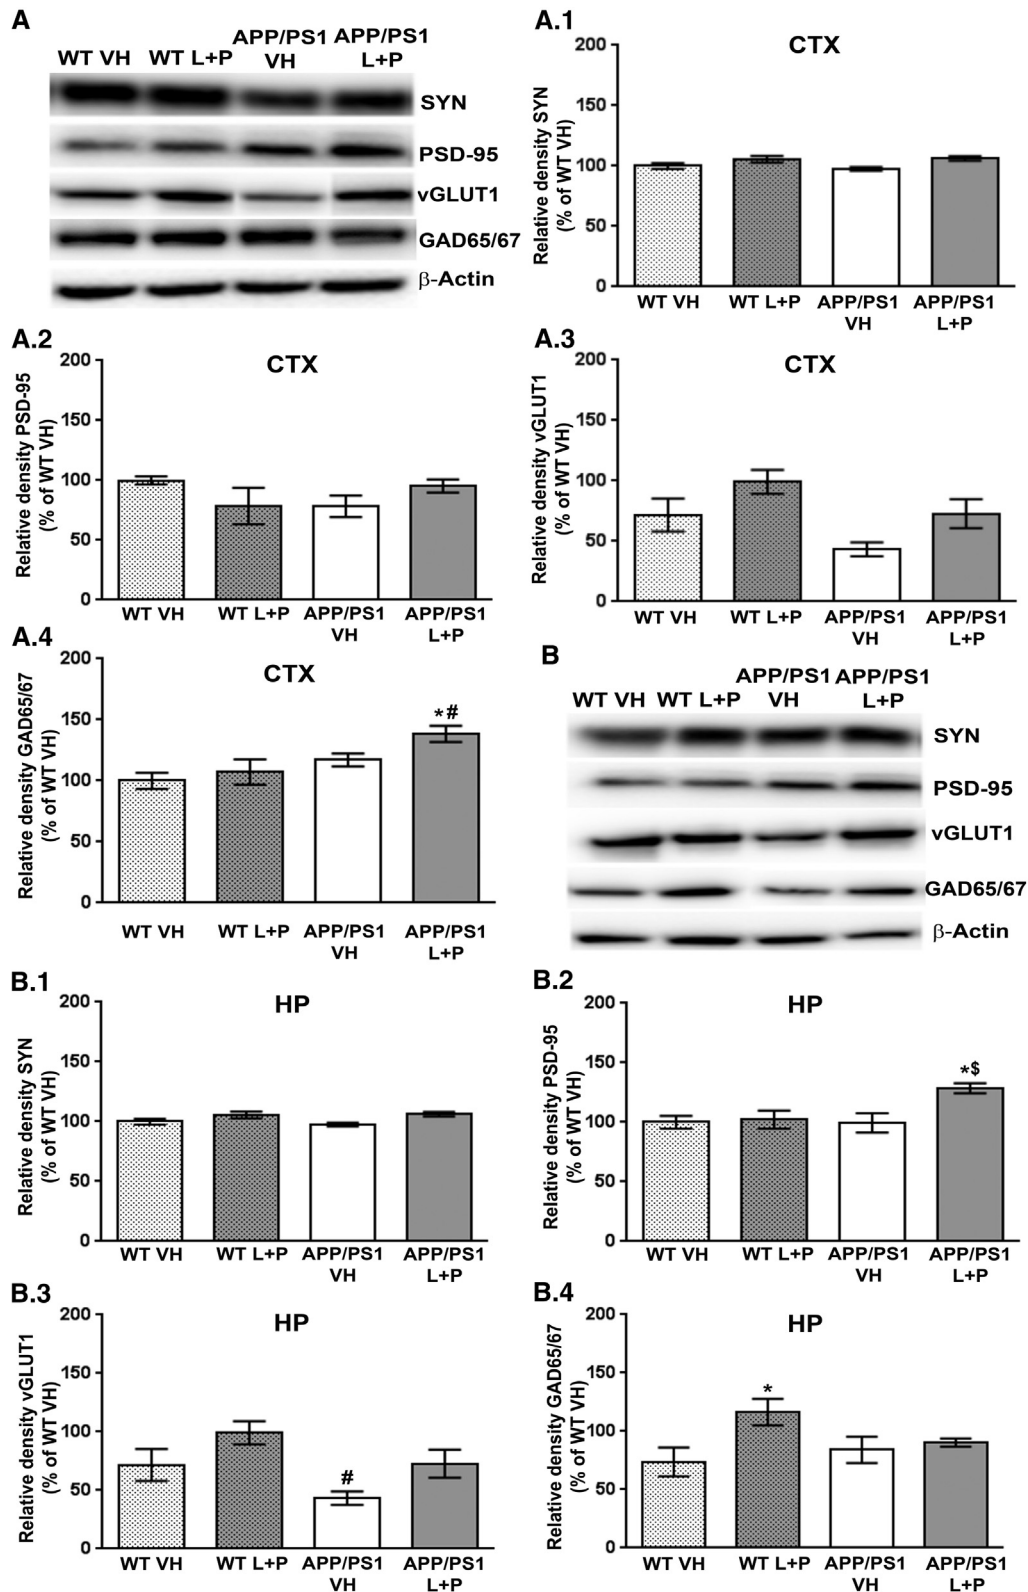 A
WT VH WT L+P APP/PS1 VH APP/PS1 L+P
SYN
PSD-95
vGLUT1
GAD65/67
β-Actin
A.1
CTX
Relative density SYN
(% of WT VH)
200
150
100
50
0
WT VH WT L+P APP/PS1 VH APP/PS1 L+P
A.2
CTX
Relative density PSD-95
(% of WT VH)
200
150
100
50
0
WT VH WT L+P APP/PS1 VH APP/PS1 L+P
A.3
CTX
Relative density vGLUT1
(% of WT VH)
200
150
100
50
0
WT VH WT L+P APP/PS1 VH APP/PS1 L+P
A.4
CTX
Relative density GAD65/67
(% of WT VH)
200
150
100
50
0
*#
WT VH WT L+P APP/PS1 VH APP/PS1 L+P
B
WT VH WT L+P APP/PS1 VH APP/PS1 L+P
SYN
PSD-95
vGLUT1
GAD65/67
β-Actin
B.1
HP
Relative density SYN
(% of WT VH)
200
150
100
50
0
WT VH WT L+P APP/PS1 VH APP/PS1 L+P
B.2
HP
Relative density PSD-95
(% of WT VH)
200
150
100
50
0
*$
WT VH WT L+P APP/PS1 VH APP/PS1 L+P
B.3
HP
Relative density vGLUT1
(% of WT VH)
200
150
100
50
0
#
WT VH WT L+P APP/PS1 VH APP/PS1 L+P
B.4
HP
Relative density GAD65/67
(% of WT VH)
200
150
100
50
0
*
WT VH WT L+P APP/PS1 VH APP/PS1 L+P